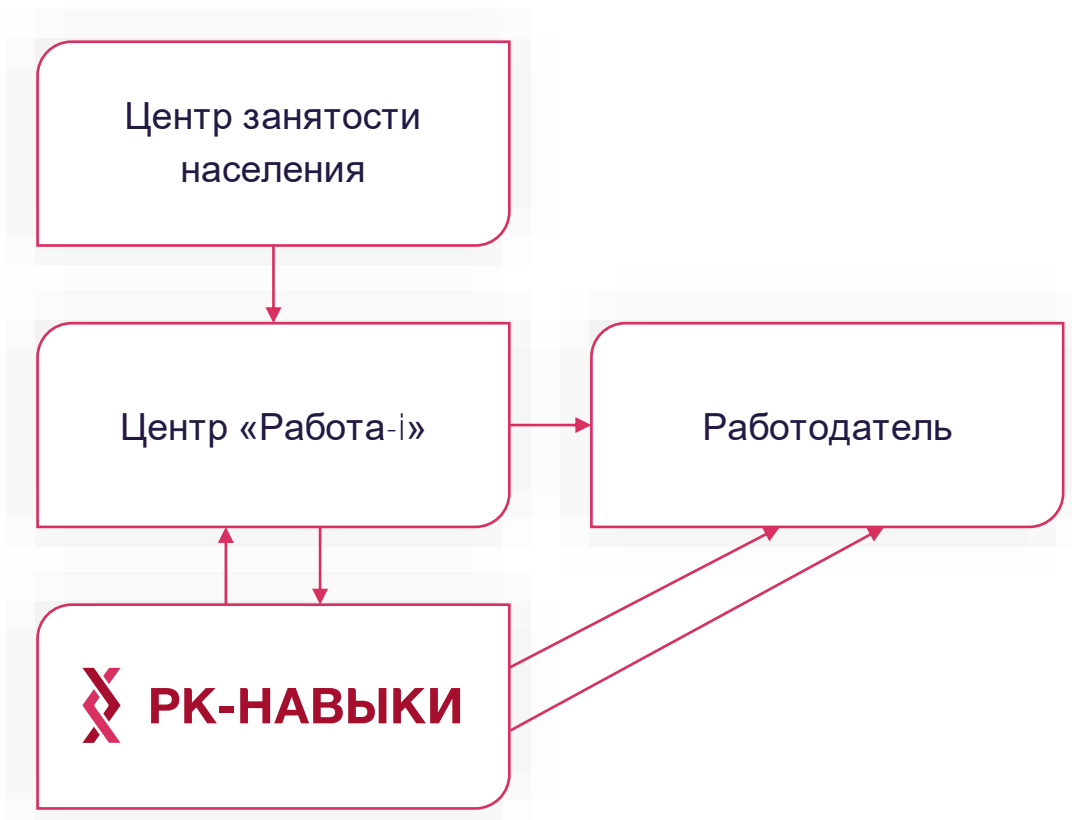 Центр занятости
населения
Центр «Работа-i»
Работодатель
РК-НАВЫКИ